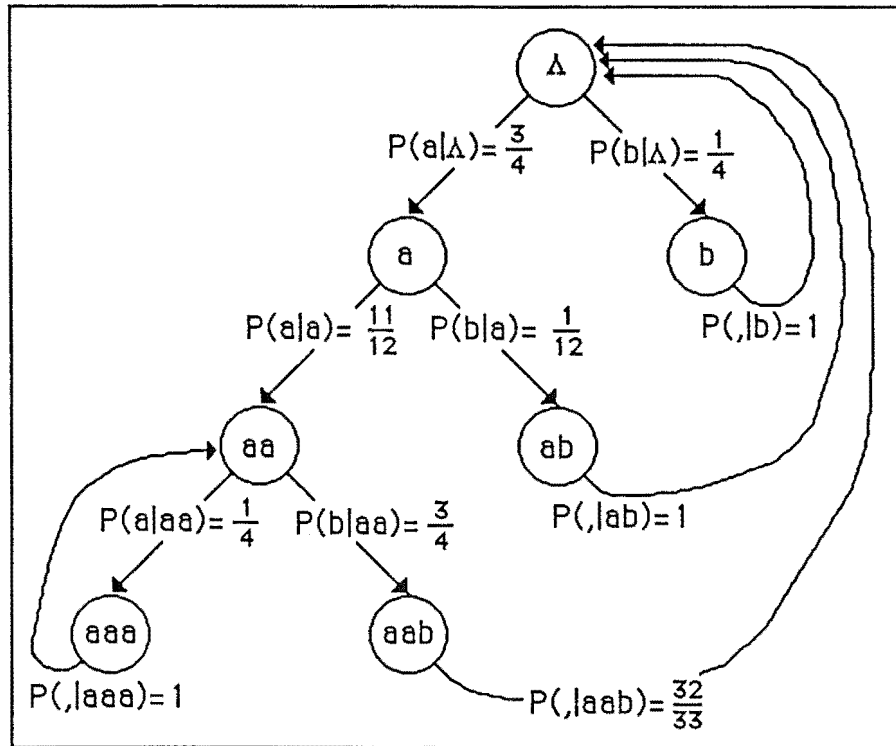 Λ
P(a|Λ)= 3/4 P(b|Λ)= 1/4
a b
P(a|a)= 11/12 P(b|a)= 1/12 P(,|b)=1
aa ab
P(a|aa)= 1/4 P(b|aa)= 3/4 P(,|ab)=1
aaa aab
P(,|aaa)=1 P(,|aab)= 32/33